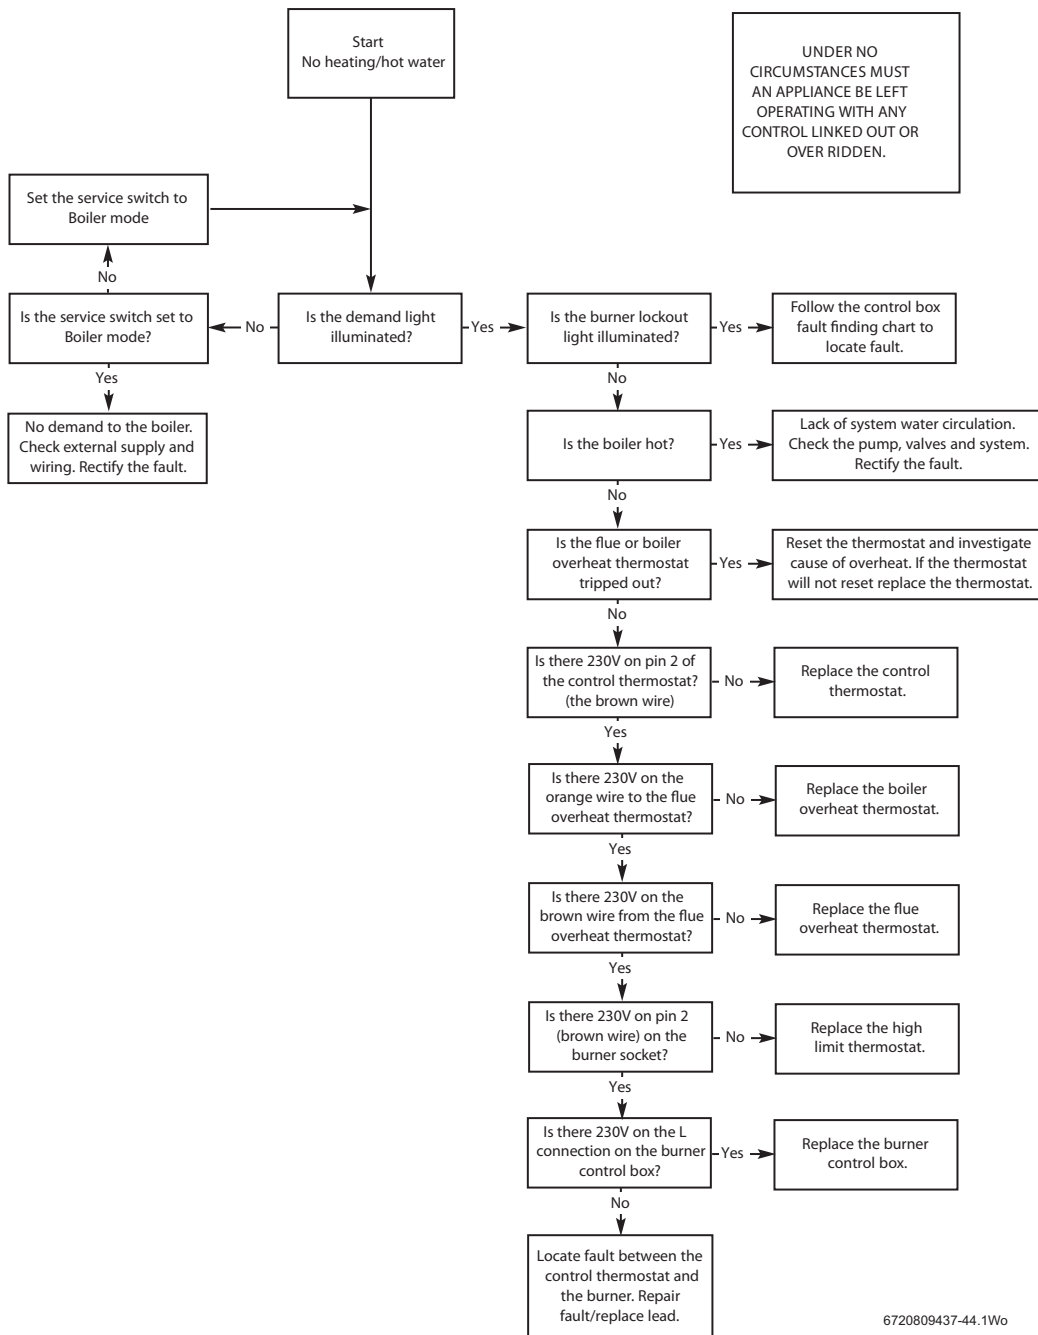 Start
No heating/hot water
UNDER NO
CIRCUMSTANCES MUST
AN APPLIANCE BE LEFT
OPERATING WITH ANY
CONTROL LINKED OUT OR
OVER RIDDEN.
Set the service switch to
Boiler mode
No
Is the service switch set to
Boiler mode?
No
Is the demand light
illuminated?
Yes
Is the burner lockout
light illuminated?
Yes
Follow the control box
fault finding chart to
locate fault.
Yes
No demand to the boiler.
Check external supply and
wiring. Rectify the fault.
No
Is the boiler hot?
Yes
Lack of system water circulation.
Check the pump, valves and system.
Rectify the fault.
No
Is the flue or boiler
overheat thermostat
tripped out?
Yes
Reset the thermostat and investigate
cause of overheat. If the thermostat
will not reset replace the thermostat.
No
Is there 230V on pin 2 of
the control thermostat?
(the brown wire)
No
Replace the control
thermostat.
Yes
Is there 230V on the
orange wire to the flue
overheat thermostat?
No
Replace the boiler
overheat thermostat.
Yes
Is there 230V on the
brown wire from the flue
overheat thermostat?
No
Replace the flue
overheat thermostat.
Yes
Is there 230V on pin 2
(brown wire) on the
burner socket?
No
Replace the high
limit thermostat.
Yes
Is there 230V on the L
connection on the burner
control box?
Yes
Replace the burner
control box.
No
Locate fault between the
control thermostat and
the burner. Repair
fault/replace lead.
6720809437-44.1Wo